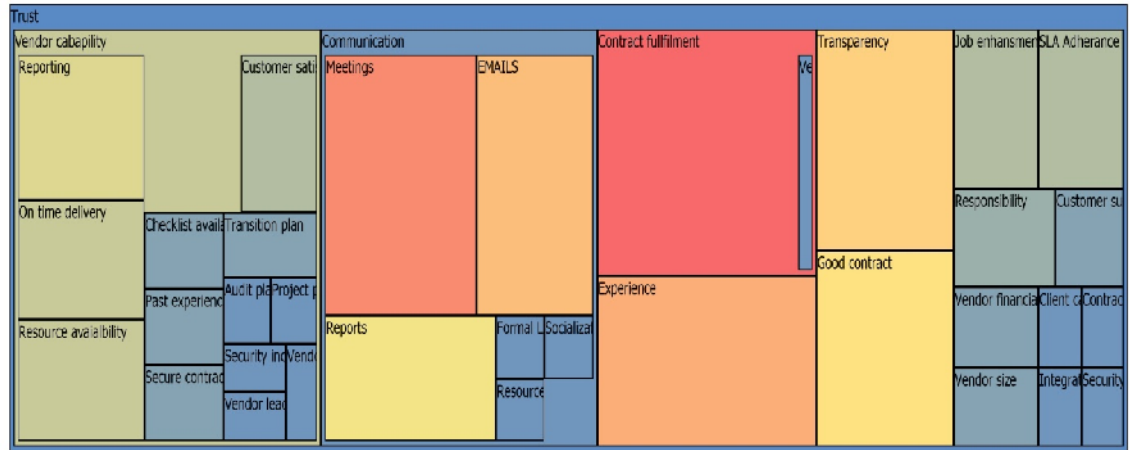 Trust
Vendor cabapility
Communication
Contract fullfilment
Transparency
Job enhansmen
SLA Adherance
Reporting
Customer sati
Meetings
EMAILS
Ve
On time delivery
Checklist availa
Transition plan
Responsibility
Customer su
Good contract
Audit pla
Project p
Experience
Past experienc
Vendor financia
Client c
Contrac
Resource avaialbility
Reports
Formal L
Socializat
Security inc
Vendo
Secure contrac
Vendor size
Integrat
Security
Resource
Vendor lead